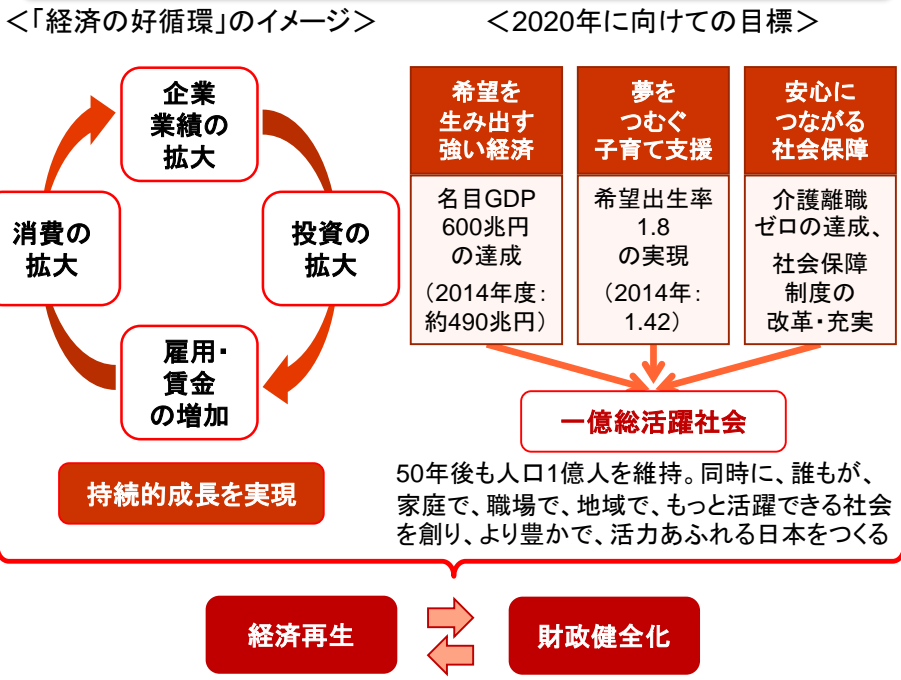 ＜「経済の好循環」のイメージ＞
企業
業績の
拡大
消費の
拡大
投資の
拡大
雇用・
賃金
の増加
持続的成長を実現
＜2020年に向けての目標＞
希望を
生み出す
強い経済
名目GDP
600兆円
の達成
（2014年度：
約490兆円）
夢を
つむぐ
子育て支援
希望出生率
1.8
の実現
（2014年：
1.42）
安心に
つながる
社会保障
介護離職
ゼロの達成、
社会保障
制度の
改革・充実
一億総活躍社会
50年後も人口1億人を維持。同時に、誰もが、
家庭で、職場で、地域で、もっと活躍できる社会
を創り、より豊かで、活力あふれる日本をつくる
経済再生
財政健全化